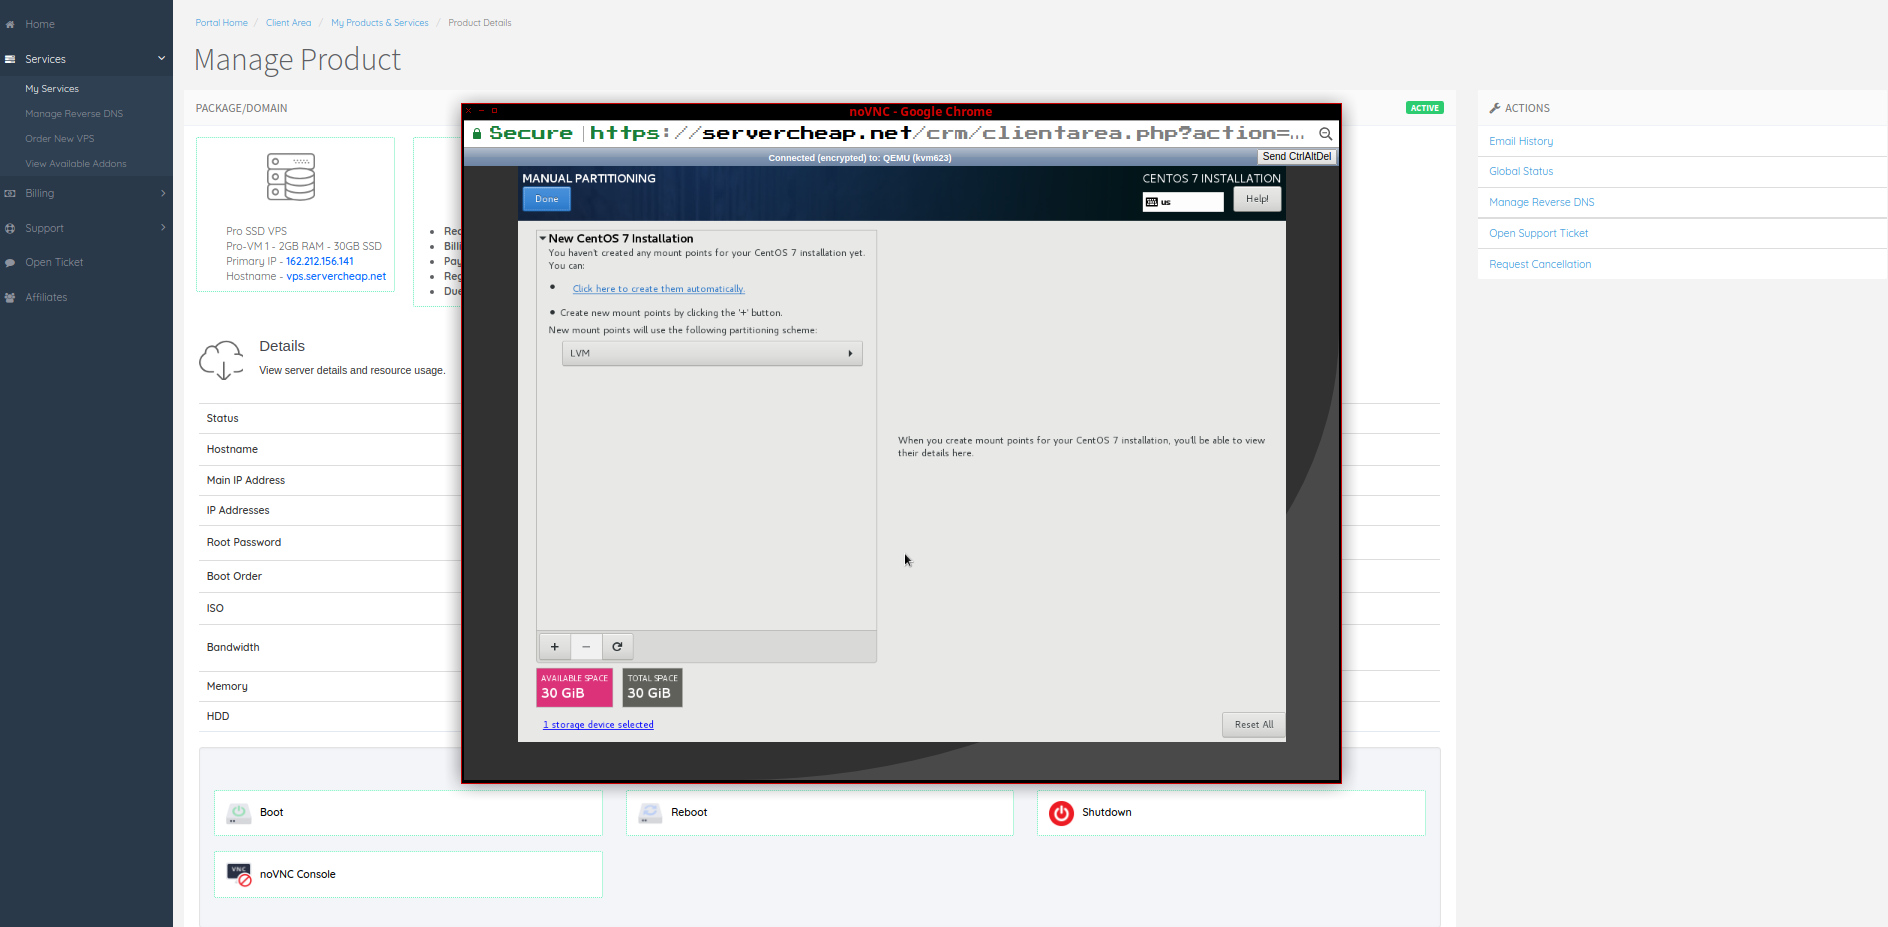 Home
Services
My Services
Manage Reverse DNS
Order New VPS
View Available Addons
Billing
Support
Open Ticket
Affiliates
Portal Home / Client Area / My Products & Services / Product Details
Manage Product
PACKAGE/DOMAIN
ACTIVE
Pro SSD VPS
Pro-VM 1 - 2GB RAM - 30GB SSD
Primary IP - 162.212.156.141
Hostname - vps.servercheap.net
Details
View server details and resource usage.
Status
Hostname
Main IP Address
IP Addresses
Root Password
Boot Order
ISO
Bandwidth
Memory
HDD
noVNC - Google Chrome
Secure | https://servercheap.net/crm/clientarea.php?action=...
Connected (encrypted) to: QEMU (kvm623)
Send CtrlAltDel
MANUAL PARTITIONING
Done
CENTOS 7 INSTALLATION
us
Help!
New CentOS 7 Installation
You haven't created any mount points for your CentOS 7 installation yet.
You can:
Click here to create them automatically.
Create new mount points by clicking the '+' button.
New mount points will use the following partitioning scheme:
LVM
When you create mount points for your CentOS 7 installation, you'll be able to view
their details here.
+ −
AVAILABLE SPACE
30 GiB
TOTAL SPACE
30 GiB
1 storage device selected
Reset All
Boot
Reboot
Shutdown
VNC
noVNC Console
ACTIONS
Email History
Global Status
Manage Reverse DNS
Open Support Ticket
Request Cancellation